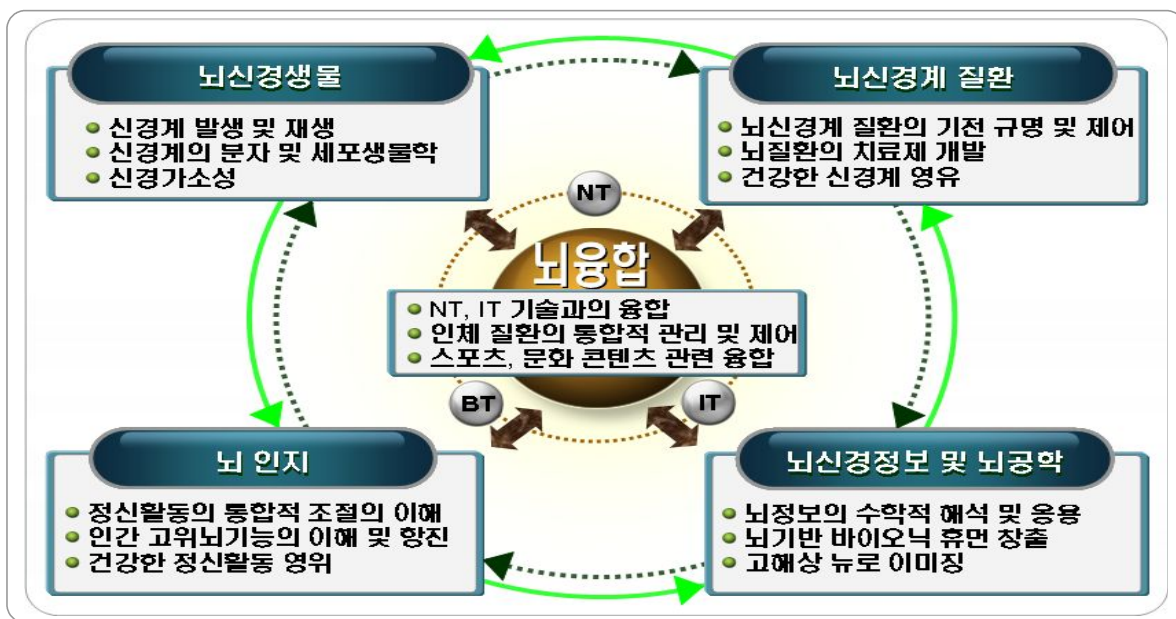 뇌신경생물
신경계 발생 및 재생
신경계의 분자 및 세포생물학
신경가소성
뇌신경계 질환
뇌신경계 질환의 기전 규명 및 제어
뇌질환의 치료제 개발
건강한 신경계 영유
NT
뇌융합
NT, IT 기술과의 융합
인체 질환의 통합적 관리 및 제어
스포츠, 문화 콘텐츠 관련 융합
BT
IT
뇌 인지
정신활동의 통합적 조절의 이해
인간 고위뇌기능의 이해 및 항진
건강한 정신활동 영위
뇌신경정보 및 뇌공학
뇌정보의 수학적 해석 및 응용
뇌기반 바이오닉 휴먼 창출
고해상 뉴로 이미징